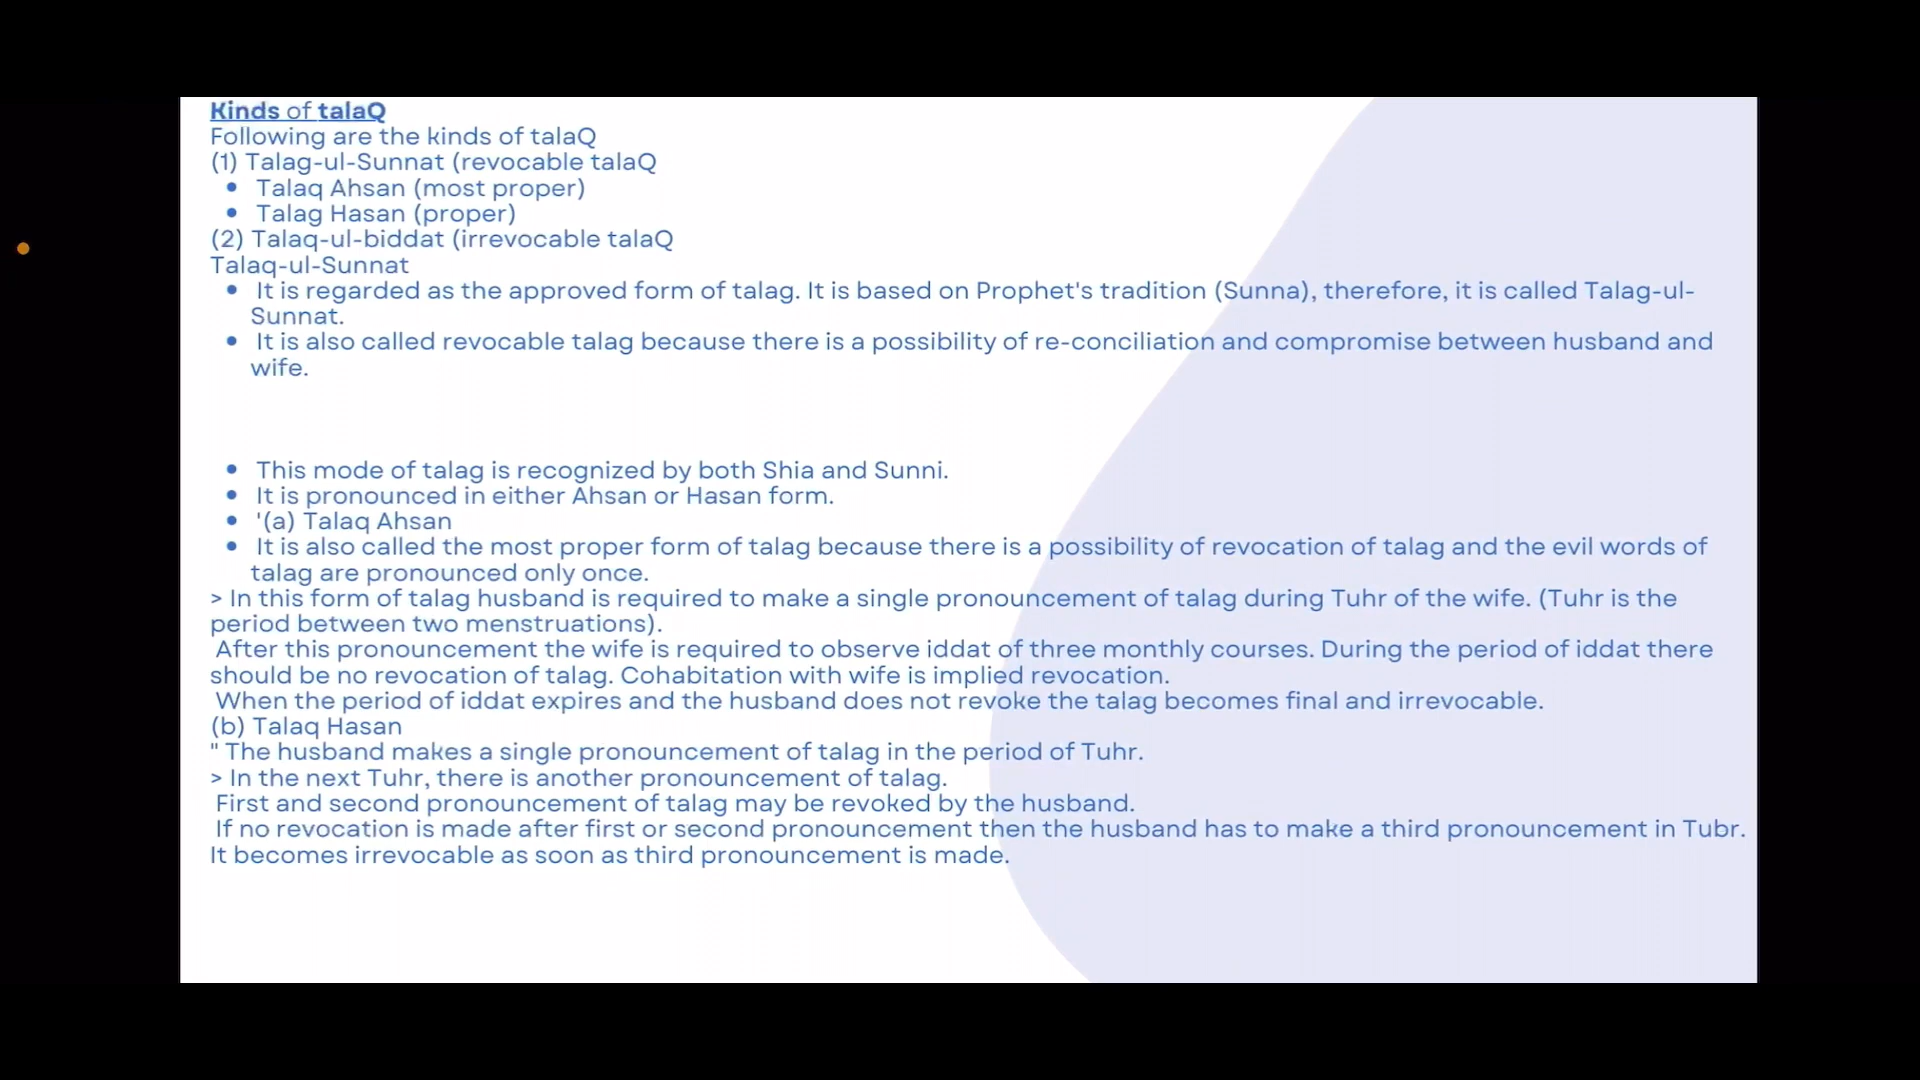 Kinds of talaQ
Following are the kinds of talaQ
(1) Talag-ul-Sunnat (revocable talaQ
• Talaq Ahsan (most proper)
• Talag Hasan (proper)
(2) Talaq-ul-biddat (irrevocable talaQ
Talaq-ul-Sunnat
• It is regarded as the approved form of talag. It is based on Prophet's tradition (Sunna), therefore, it is called Talag-ul-
Sunnat.
• It is also called revocable talag because there is a possibility of re-conciliation and compromise between husband and
wife.
• This mode of talag is recognized by both Shia and Sunni.
• It is pronounced in either Ahsan or Hasan form.
• '(a) Talaq Ahsan
• It is also called the most proper form of talag because there is a possibility of revocation of talag and the evil words of
talag are pronounced only once.
> In this form of talag husband is required to make a single pronouncement of talag during Tuhr of the wife. (Tuhr is the
period between two menstruations).
After this pronouncement the wife is required to observe iddat of three monthly courses. During the period of iddat there
should be no revocation of talag. Cohabitation with wife is implied revocation.
When the period of iddat expires and the husband does not revoke the talag becomes final and irrevocable.
(b) Talaq Hasan
" The husband makes a single pronouncement of talag in the period of Tuhr.
> In the next Tuhr, there is another pronouncement of talag.
First and second pronouncement of talag may be revoked by the husband.
If no revocation is made after first or second pronouncement then the husband has to make a third pronouncement in Tubr.
It becomes irrevocable as soon as third pronouncement is made.